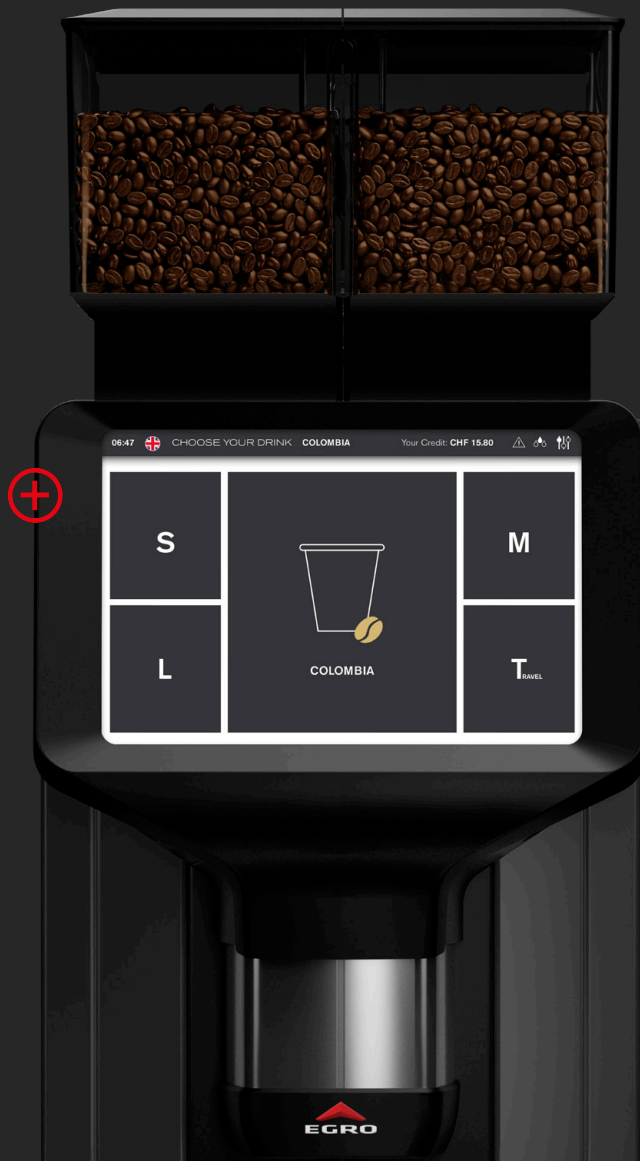 06:47 CHOOSE YOUR DRINK COLOMBIA Your Credit: CHF 15.80
S
M
COLOMBIA
L
TRAVEL
EGRO